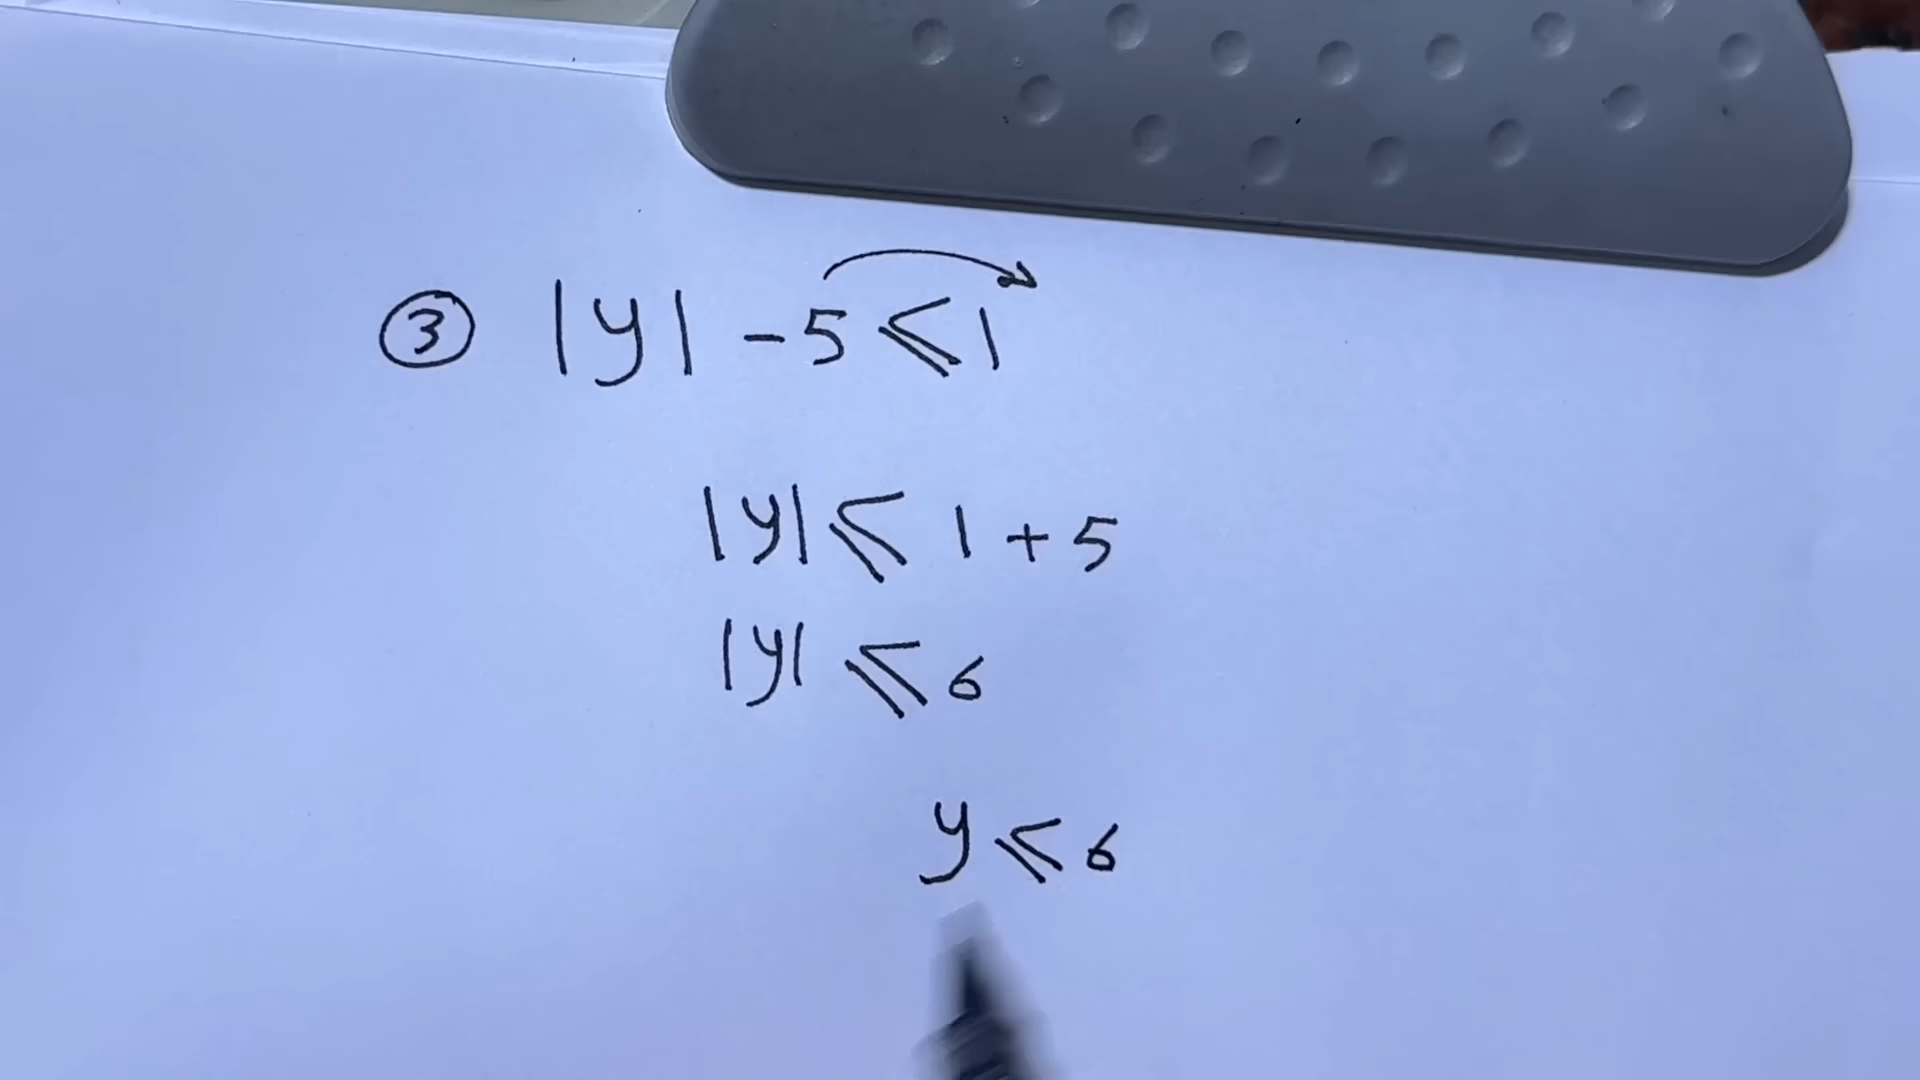 ③ |y| - 5 ⩽ 1
|y| ⩽ 1 + 5
|y| ⩽ 6
y ⩽ 6